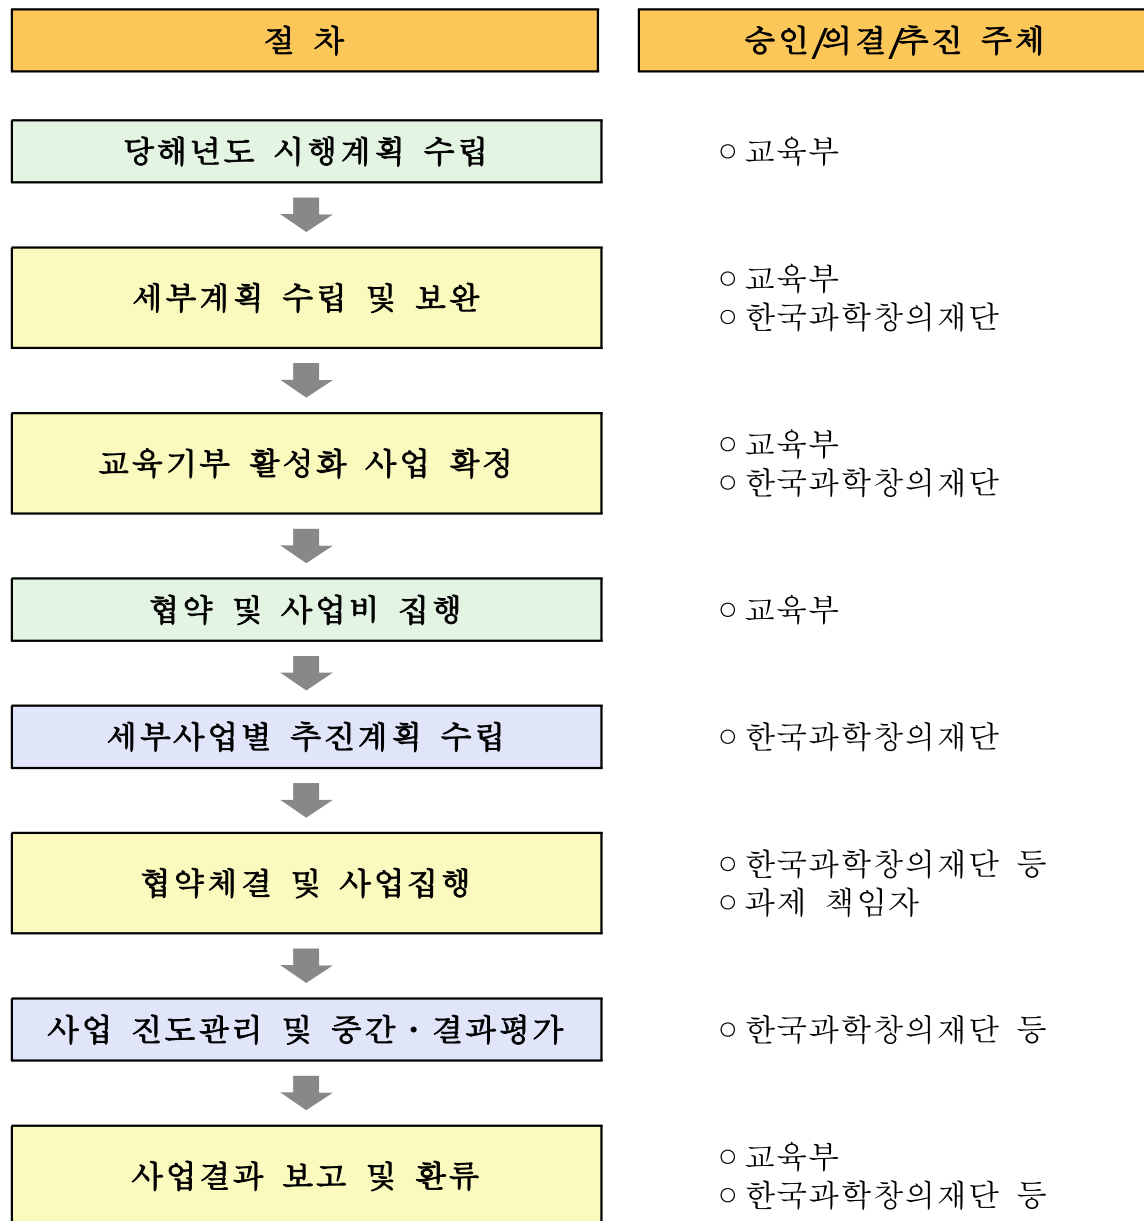 절 차
승인/의결/추진 주체
당해년도 시행계획 수립
○ 교육부
세부계획 수립 및 보완
○ 교육부
○ 한국과학창의재단
교육기부 활성화 사업 확정
○ 교육부
○ 한국과학창의재단
협약 및 사업비 집행
○ 교육부
세부사업별 추진계획 수립
○ 한국과학창의재단
협약체결 및 사업집행
○ 한국과학창의재단 등
○ 과제 책임자
사업 진도관리 및 중간·결과평가
○ 한국과학창의재단 등
사업결과 보고 및 환류
○ 교육부
○ 한국과학창의재단 등